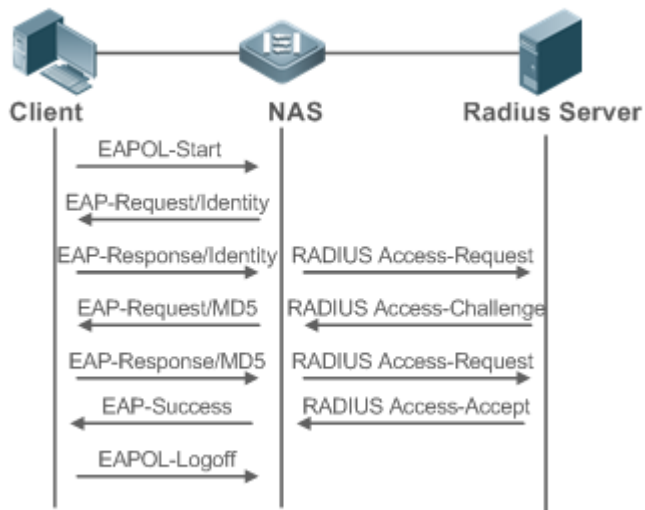 Client NAS Radius Server
EAPOL-Start
EAP-Request/Identity
EAP-Response/Identity RADIUS Access-Request
EAP-Request/MD5 RADIUS Access-Challenge
EAP-Response/MD5 RADIUS Access-Request
EAP-Success RADIUS Access-Accept
EAPOL-Logoff